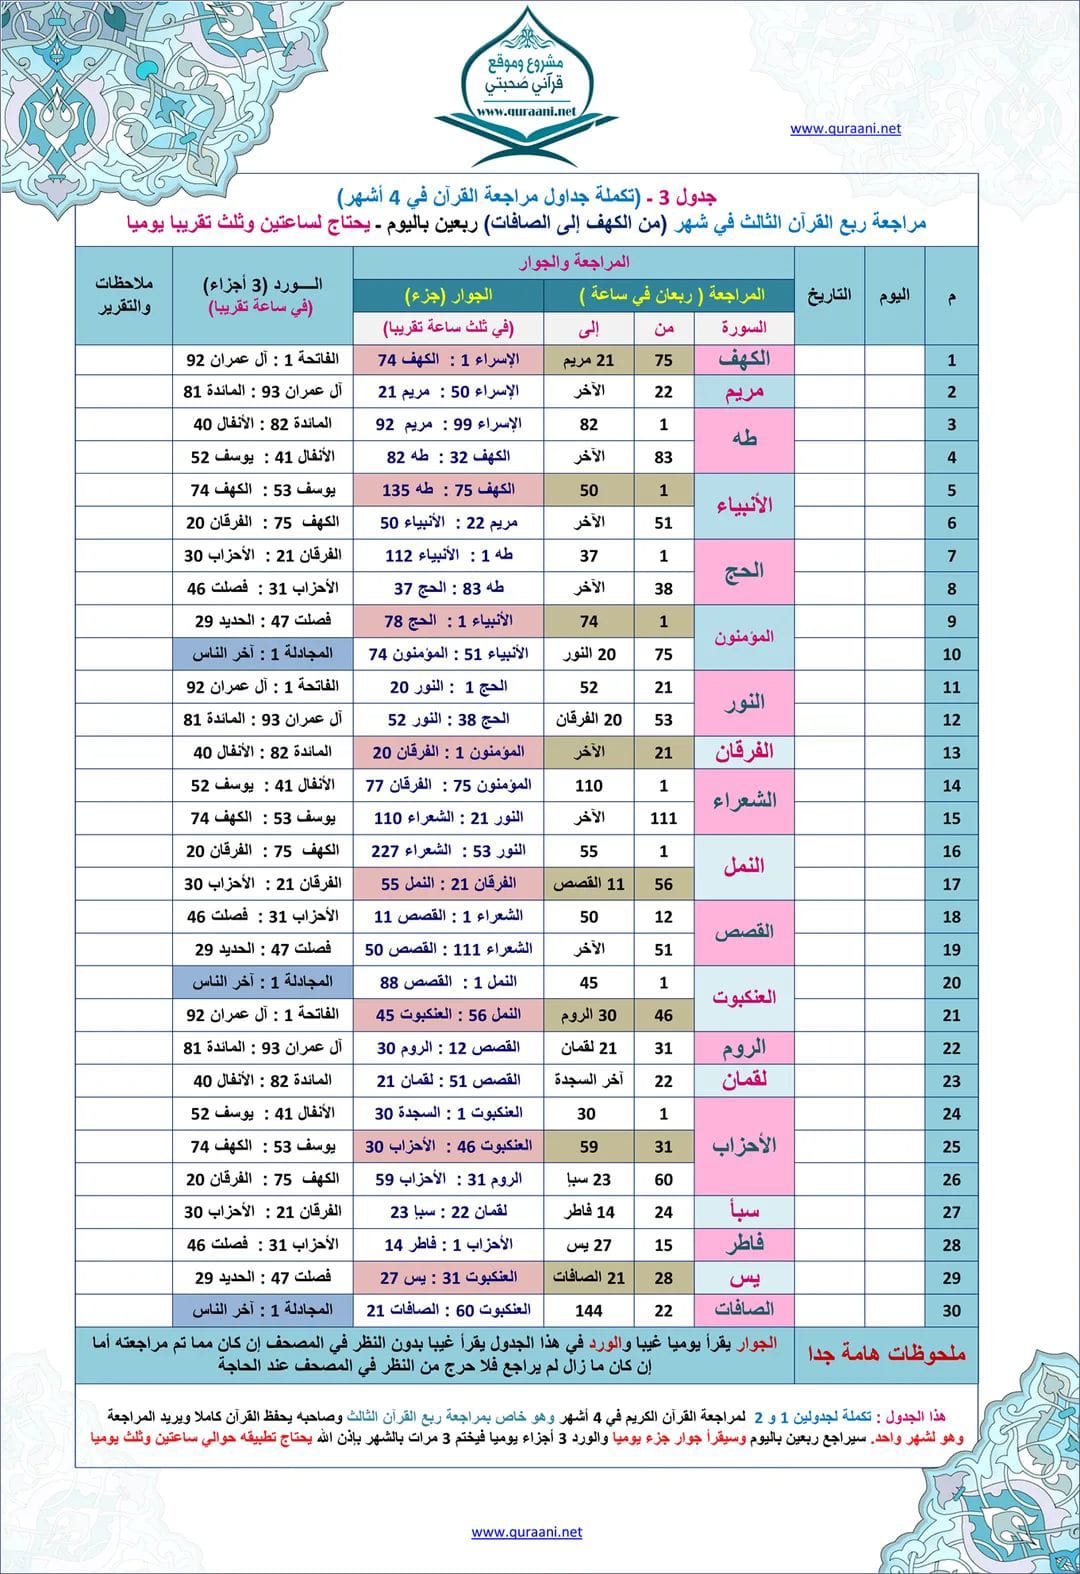 مشروع وموقع
قرآني صُحبتي
www.quraani.net
www.quraani.net
جدول 3 - (تكملة جداول مراجعة القرآن في 4 أشهر)
مراجعة ربع القرآن الثالث في شهر (من الكهف إلى الصافات) ربعين باليوم - يحتاج لساعتين وثلث تقريبا يوميا
م اليوم التاريخ المراجعة والجوار الـــورد (3 أجزاء) (في ساعة تقريبا) ملاحظات والتقرير
المراجعة ( ربعان في ساعة ) الجوار (جزء)
السورة من إلى (في ثلث ساعة تقريبا)
1 الكهف 75 21 مريم الإسراء 1 : الكهف 74 الفاتحة 1 : آل عمران 92
2 مريم 22 الآخر الإسراء 50 : مريم 21 آل عمران 93 : المائدة 81
3 طه 1 82 الإسراء 99 : مريم 92 المائدة 82 : الأنفال 40
4 83 الآخر الكهف 32 : طه 82 الأنفال 41 : يوسف 52
5 الأنبياء 1 50 الكهف 75 : طه 135 يوسف 53 : الكهف 74
6 51 الآخر مريم 22 : الأنبياء 50 الكهف 75 : الفرقان 20
7 الحج 1 37 طه 1 : الأنبياء 112 الفرقان 21 : الأحزاب 30
8 38 الآخر طه 83 : الحج 37 الأحزاب 31 : فصلت 46
9 المؤمنون 1 74 الأنبياء 1 : الحج 78 فصلت 47 : الحديد 29
10 75 20 النور الأنبياء 51 : المؤمنون 74 المجادلة 1 : آخر الناس
11 النور 21 52 الحج 1 : النور 20 الفاتحة 1 : آل عمران 92
12 53 20 الفرقان الحج 38 : النور 52 آل عمران 93 : المائدة 81
13 الفرقان 21 الآخر المؤمنون 1 : الفرقان 20 المائدة 82 : الأنفال 40
14 الشعراء 1 110 المؤمنون 75 : الفرقان 77 الأنفال 41 : يوسف 52
15 111 الآخر النور 21 : الشعراء 110 يوسف 53 : الكهف 74
16 النمل 1 55 النور 53 : الشعراء 227 الكهف 75 : الفرقان 20
17 56 11 القصص الفرقان 21 : النمل 55 الفرقان 21 : الأحزاب 30
18 القصص 12 50 الشعراء 1 : القصص 11 الأحزاب 31 : فصلت 46
19 51 الآخر الشعراء 111 : القصص 50 فصلت 47 : الحديد 29
20 العنكبوت 1 45 النمل 1 : القصص 88 المجادلة 1 : آخر الناس
21 46 30 الروم النمل 56 : العنكبوت 45 الفاتحة 1 : آل عمران 92
22 الروم 31 21 لقمان القصص 12 : الروم 30 آل عمران 93 : المائدة 81
23 لقمان 22 آخر السجدة القصص 51 : لقمان 21 المائدة 82 : الأنفال 40
24 الأحزاب 1 30 العنكبوت 1 : السجدة 30 الأنفال 41 : يوسف 52
25 31 59 العنكبوت 46 : الأحزاب 30 يوسف 53 : الكهف 74
26 60 23 سبإ الروم 31 : الأحزاب 59 الكهف 75 : الفرقان 20
27 سبأ 24 14 فاطر لقمان 22 : سبإ 23 الفرقان 21 : الأحزاب 30
28 فاطر 15 27 يس الأحزاب 1 : فاطر 14 الأحزاب 31 : فصلت 46
29 يس 28 21 الصافات العنكبوت 31 : يس 27 فصلت 47 : الحديد 29
30 الصافات 22 144 العنكبوت 60 : الصافات 21 المجادلة 1 : آخر الناس
ملحوظات هامة جدا
الجوار يقرأ يوميا غيبا والورد في هذا الجدول يقرأ غيبا بدون النظر في المصحف إن كان مما تم مراجعته أما
إن كان ما زال لم يراجع فلا حرج من النظر في المصحف عند الحاجة
هذا الجدول : تكملة لجدولين 1 و 2 لمراجعة القرآن الكريم في 4 أشهر وهو خاص بمراجعة ربع القرآن الثالث وصاحبه يحفظ القرآن كاملا ويريد المراجعة
وهو لشهر واحد. سيراجع ربعين باليوم وسيقرأ جوار جزء يوميا والورد 3 أجزاء يوميا فيختم 3 مرات بالشهر بإذن الله يحتاج تطبيقه حوالي ساعتين وثلث يوميا
www.quraani.net